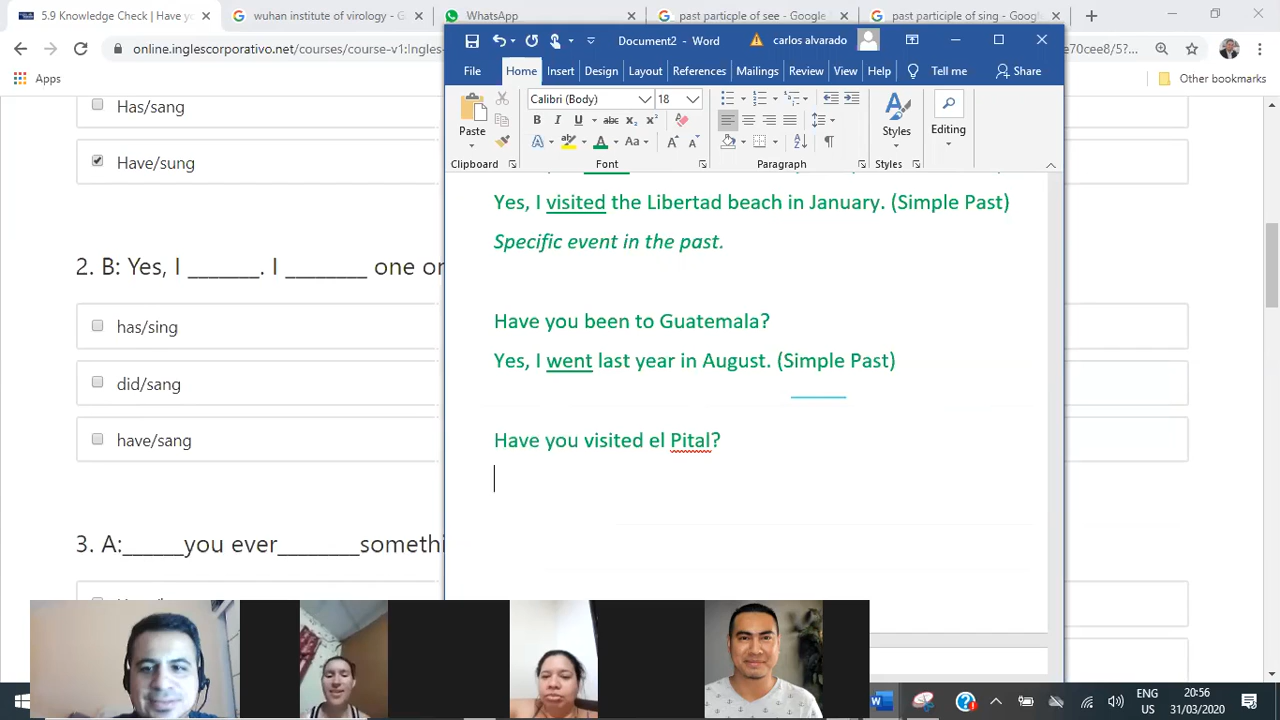 5.9 Knowledge Check | Have yo
wuhan institute of virology - G
WhatsApp
past participle of see - Google
past participle of sing - Goog
online.inglescorporativo.net/courses/course-v1:Ingles
e70cee8/5?...
Apps
Other bookmarks
Document2 - Word
carlos alvarado
File
Home
Insert
Design
Layout
References
Mailings
Review
View
Help
Tell me
Share
Calibri (Body)
18
Paste
Styles
Editing
Clipboard
Font
Paragraph
Styles
Has/sang
Have/sung
2. B: Yes, I _______. I ________ one or
has/sing
did/sang
have/sang
3. A:______you ever________somethi
Yes, I visited the Libertad beach in January. (Simple Past)
Specific event in the past.
Have you been to Guatemala?
Yes, I went last year in August. (Simple Past)
Have you visited el Pital?
ENG
US
20:56
31/03/2020